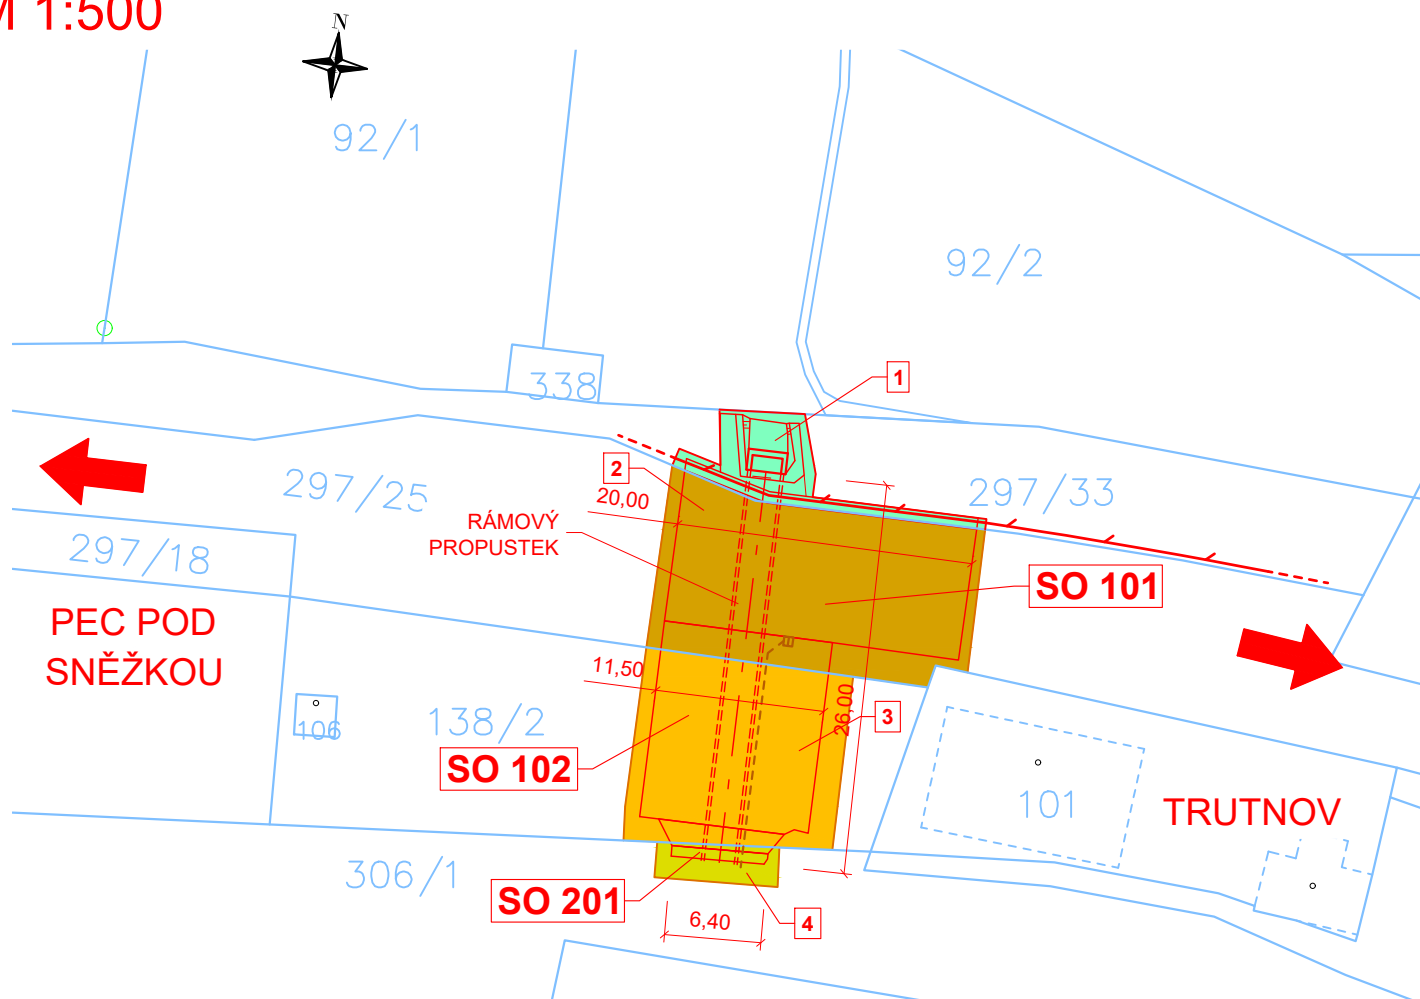 M 1:500
N
92/1
92/2
338
1
2
297/25
20,00
297/33
RÁMOVÝ
PROPUSTEK
297/18
SO 101
PEC POD
SNĚŽKOU
11,50
26,00
3
138/2
106
SO 102
101
TRUTNOV
306/1
SO 201
6,40
4